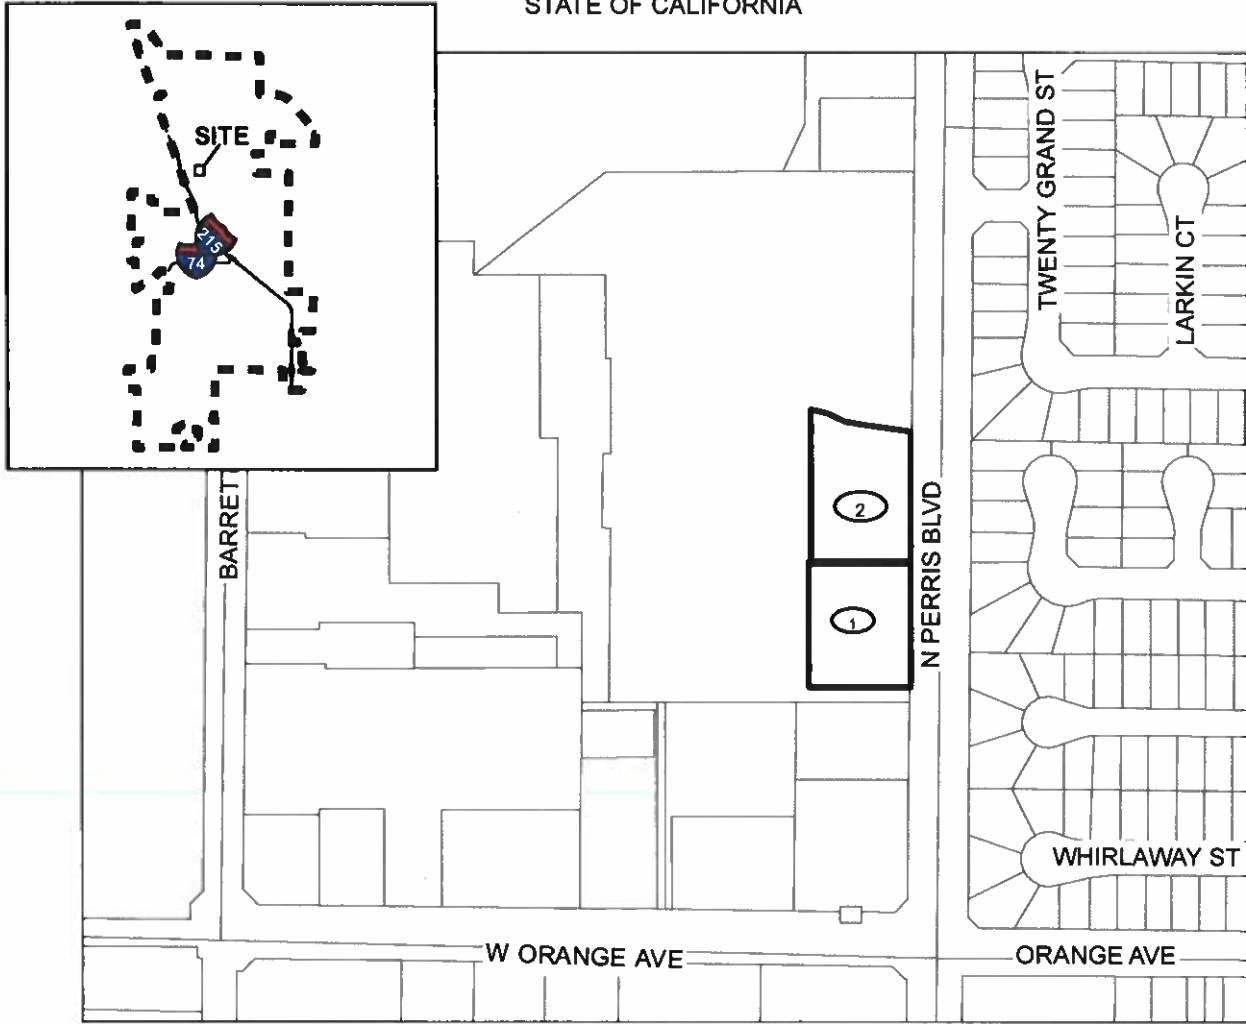 STATE OF CALIFORNIA
SITE
215
74
TWENTY GRAND ST
LARKIN CT
BARRETT
N PERRIS BLVD
2
1
WHIRLAWAY ST
W ORANGE AVE
ORANGE AVE